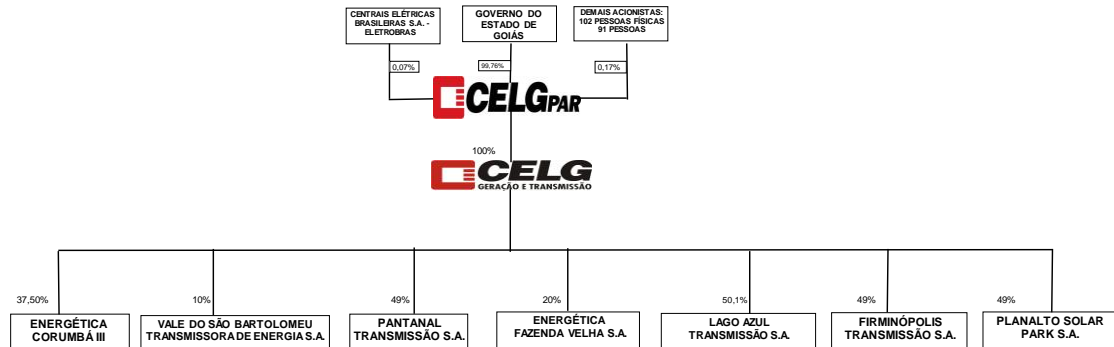 CENTRAIS ELÉTRICAS
BRASILEIRAS S.A. -
ELETROBRAS
GOVERNO DO
ESTADO DE
GOIÁS
DEMAIS ACIONISTAS:
102 PESSOAS FÍSICAS
91 PESSOAS
0,07%
99,76%
0,17%
CELGPAR
100%
CELG
GERAÇÃO E TRANSMISSÃO
37,50%
10%
49%
20%
50,1%
49%
49%
ENERGÉTICA
CORUMBÁ III
VALE DO SÃO BARTOLOMEU
TRANSMISSORA DE ENERGIA S.A.
PANTANAL
TRANSMISSÃO S.A.
ENERGÉTICA
FAZENDA VELHA S.A.
LAGO AZUL
TRANSMISSÃO S.A.
FIRMINÓPOLIS
TRANSMISSÃO S.A.
PLANALTO SOLAR
PARK S.A.